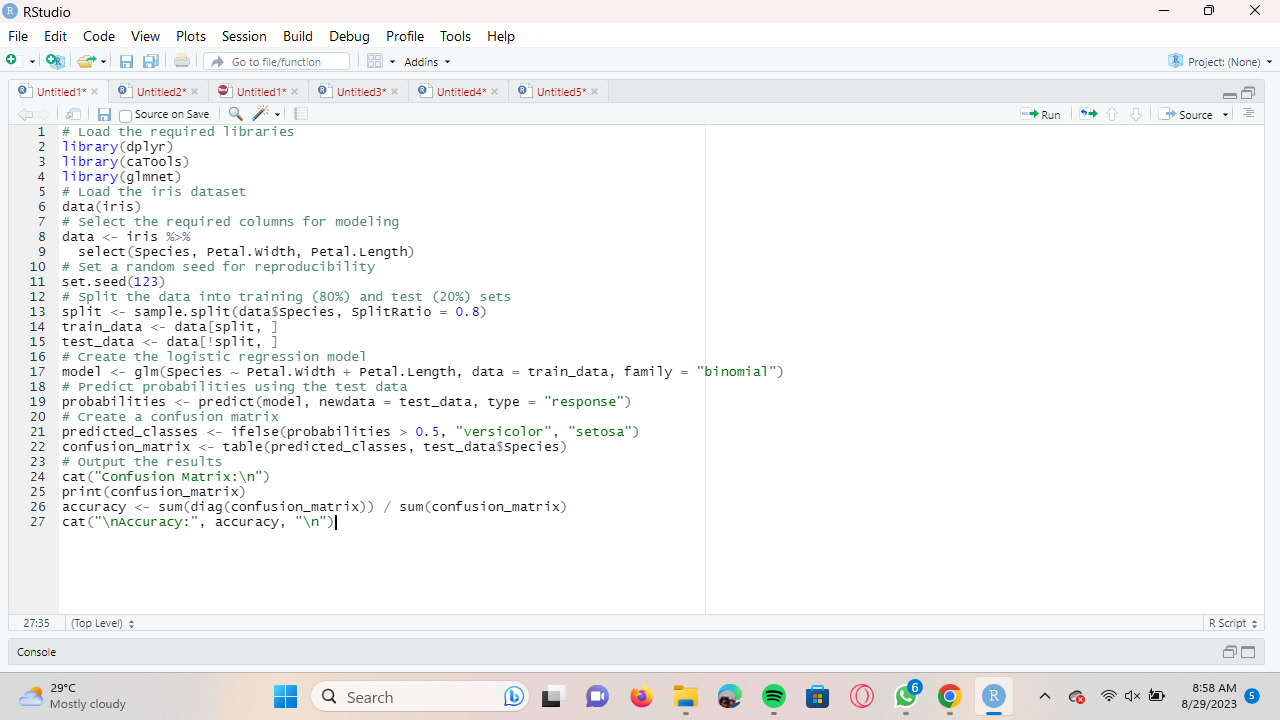 RStudio
File Edit Code View Plots Session Build Debug Profile Tools Help
Go to file/function Addins Project: (None)
Untitled1* Untitled2* Untitled1* Untitled3* Untitled4* Untitled5*
Source on Save Run Source
1 # Load the required libraries
2 library(dplyr)
3 library(caTools)
4 library(glmnet)
5 # Load the iris dataset
6 data(iris)
7 # Select the required columns for modeling
8 data <- iris %>%
9 select(Species, Petal.Width, Petal.Length)
10 # Set a random seed for reproducibility
11 set.seed(123)
12 # Split the data into training (80%) and test (20%) sets
13 split <- sample.split(data$Species, SplitRatio = 0.8)
14 train_data <- data[split, ]
15 test_data <- data[!split, ]
16 # Create the logistic regression model
17 model <- glm(Species ~ Petal.Width + Petal.Length, data = train_data, family = "binomial")
18 # Predict probabilities using the test data
19 probabilities <- predict(model, newdata = test_data, type = "response")
20 # Create a confusion matrix
21 predicted_classes <- ifelse(probabilities > 0.5, "versicolor", "setosa")
22 confusion_matrix <- table(predicted_classes, test_data$Species)
23 # Output the results
24 cat("Confusion Matrix:\n")
25 print(confusion_matrix)
26 accuracy <- sum(diag(confusion_matrix)) / sum(confusion_matrix)
27 cat("\nAccuracy:", accuracy, "\n")
27:35 (Top Level) R Script
Console
29°C
Mostly cloudy
Search
6
8:58 AM
8/29/2023
5